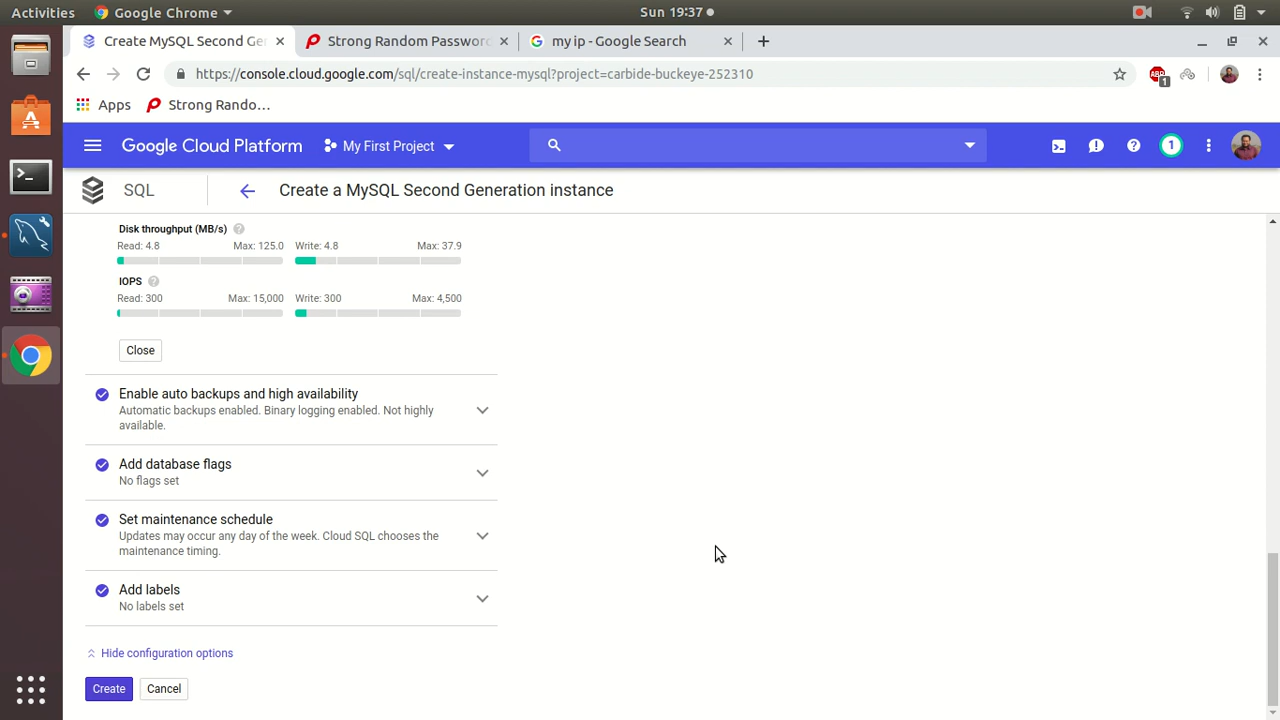 Activities
Google Chrome
Sun 19:37
Create MySQL Second Ge
Strong Random Password
my ip - Google Search
https://console.cloud.google.com/sql/create-instance-mysql?project=carbide-buckeye-252310
1
Apps
Strong Rando...
Google Cloud Platform
My First Project
1
SQL
Create a MySQL Second Generation instance
Disk throughput (MB/s)
Read: 4.8 Max: 125.0 Write: 4.8 Max: 37.9
IOPS
Read: 300 Max: 15,000 Write: 300 Max: 4,500
Close
Enable auto backups and high availability
Automatic backups enabled. Binary logging enabled. Not highly
available.
Add database flags
No flags set
Set maintenance schedule
Updates may occur any day of the week. Cloud SQL chooses the
maintenance timing.
Add labels
No labels set
Hide configuration options
Create Cancel